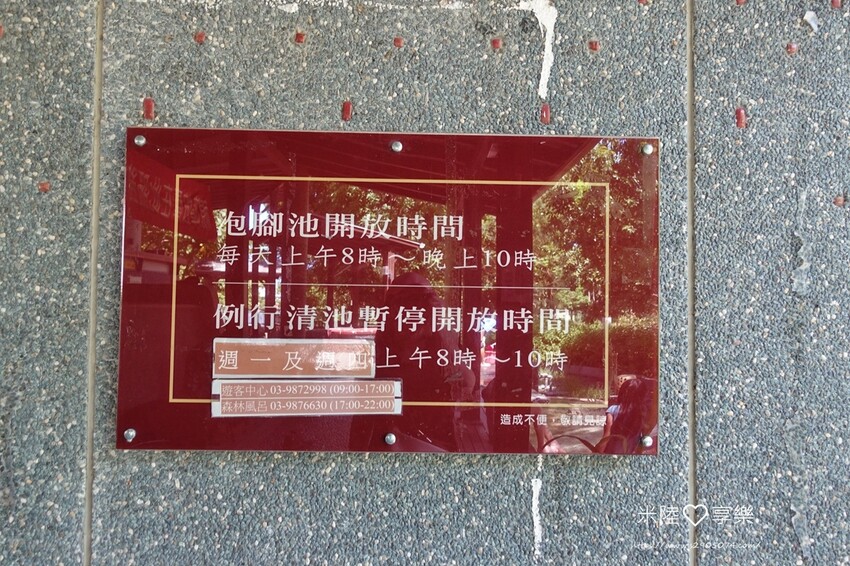 泡腳池開放時間
每天上午8時～晚上10時
例行清池暫停開放時間
週一及週四上午8時～10時
遊客中心 03-9872998 (09:00-17:00)
森林風呂 03-9876630 (17:00-22:00)
造成不便，敬請見諒
米陸♡享樂